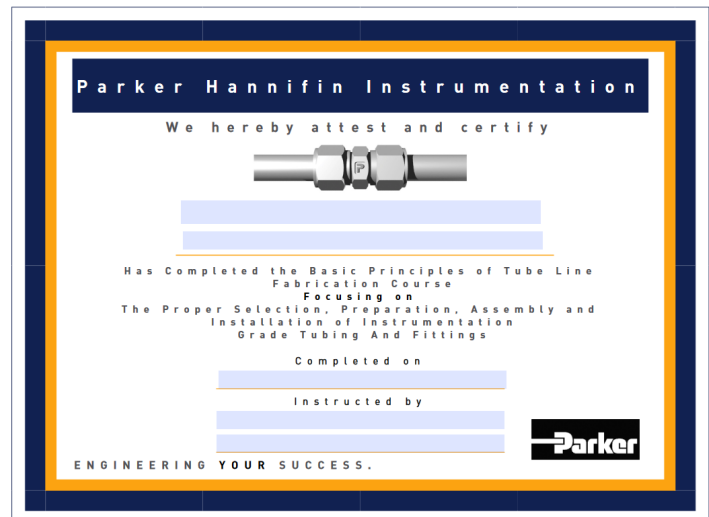 Parker Hannifin Instrumentation
We hereby attest and certify
Has Completed the Basic Principles of Tube Line
Fabrication Course
Focusing on
The Proper Selection, Preparation, Assembly and
Installation of Instrumentation
Grade Tubing And Fittings
Completed on
Instructed by
Parker
ENGINEERING YOUR SUCCESS.